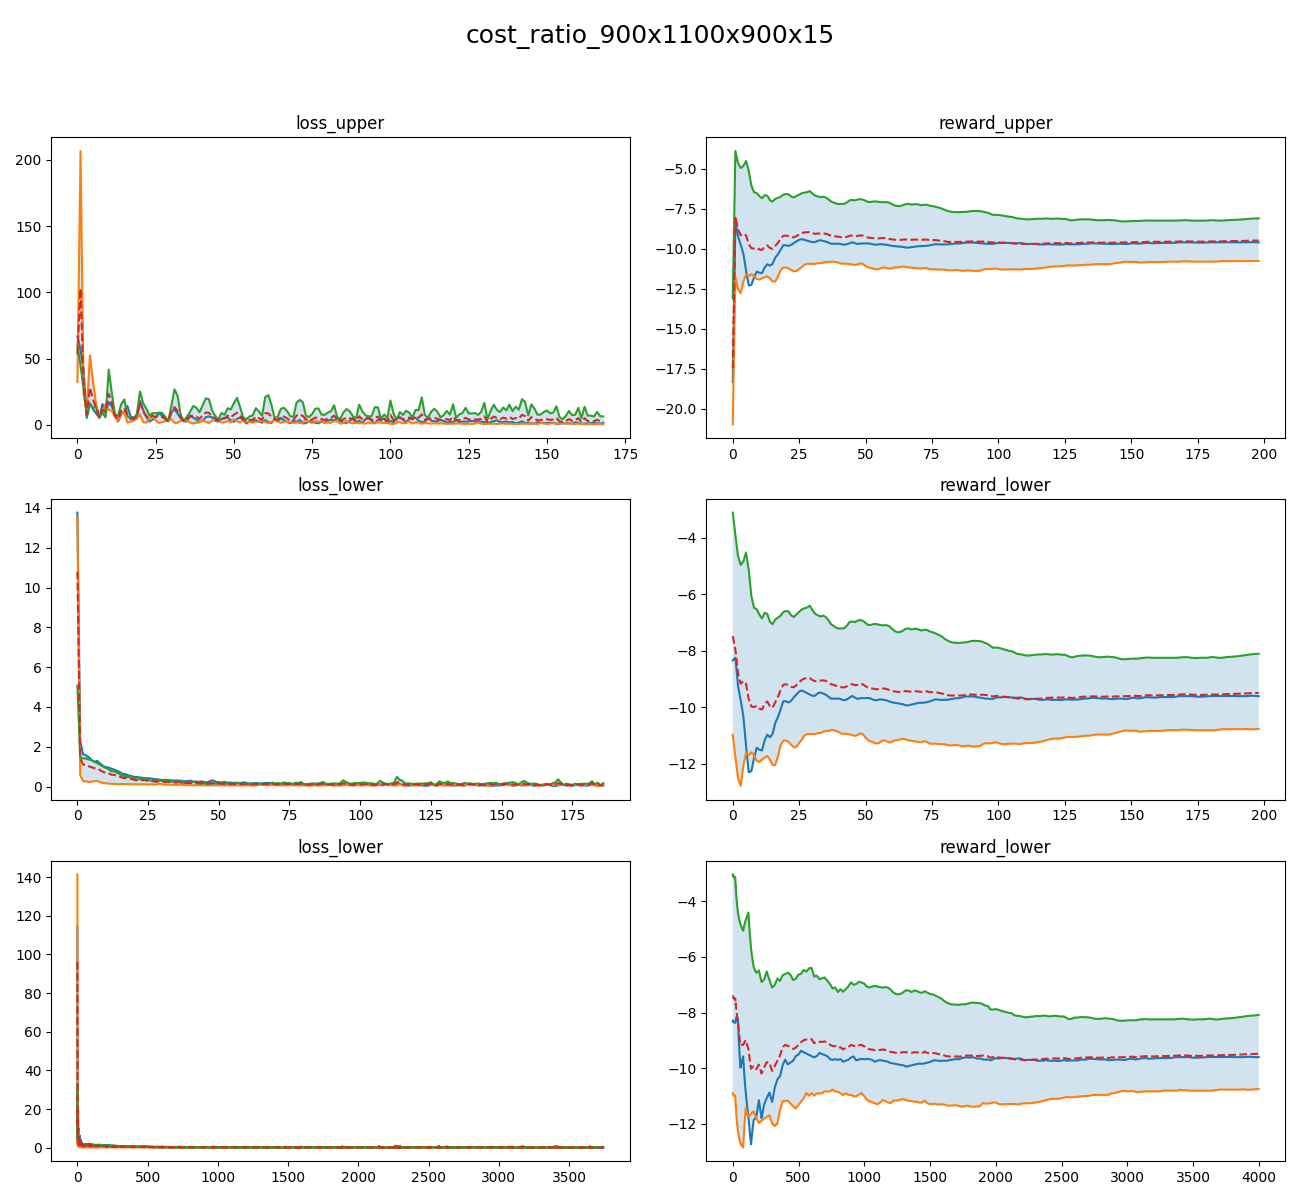 cost_ratio_900x1100x900x15
loss_upper
200
150
100
50
0
0 25 50 75 100 125 150 175
reward_upper
−5.0
−7.5
−10.0
−12.5
−15.0
−17.5
−20.0
0 25 50 75 100 125 150 175 200
loss_lower
14
12
10
8
6
4
2
0
0 25 50 75 100 125 150 175
reward_lower
−4
−6
−8
−10
−12
0 25 50 75 100 125 150 175 200
loss_lower
140
120
100
80
60
40
20
0
0 500 1000 1500 2000 2500 3000 3500
reward_lower
−4
−6
−8
−10
−12
0 500 1000 1500 2000 2500 3000 3500 4000